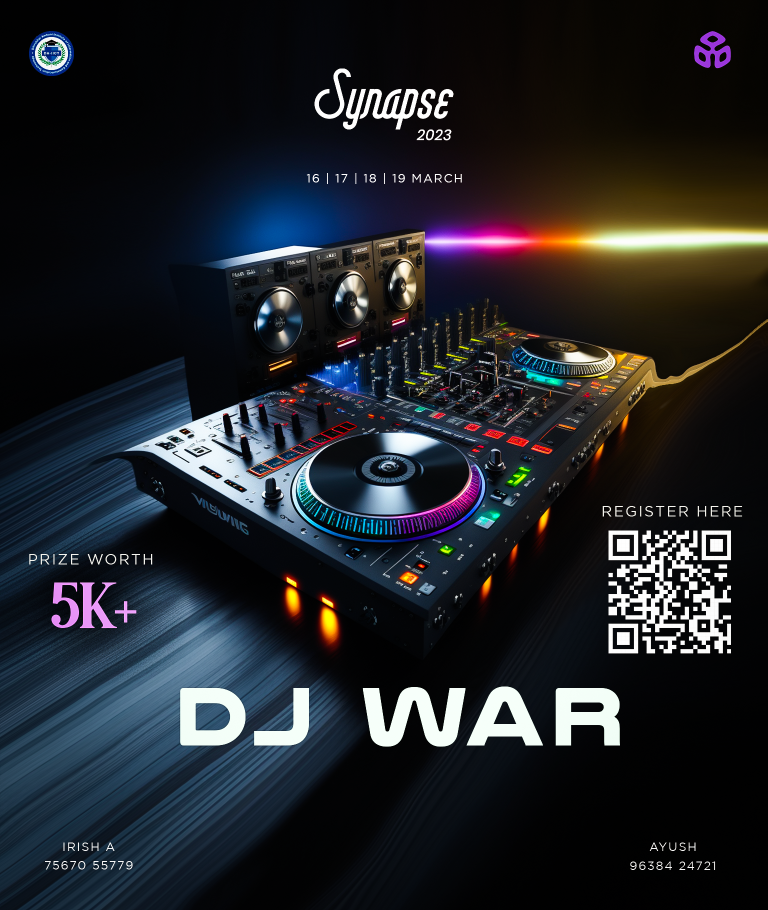 Synapse
2023
16 | 17 | 18 | 19 MARCH
REGISTER HERE
PRIZE WORTH
5K+
DJ WAR
IRISH A
75670 55779
AYUSH
96384 24721